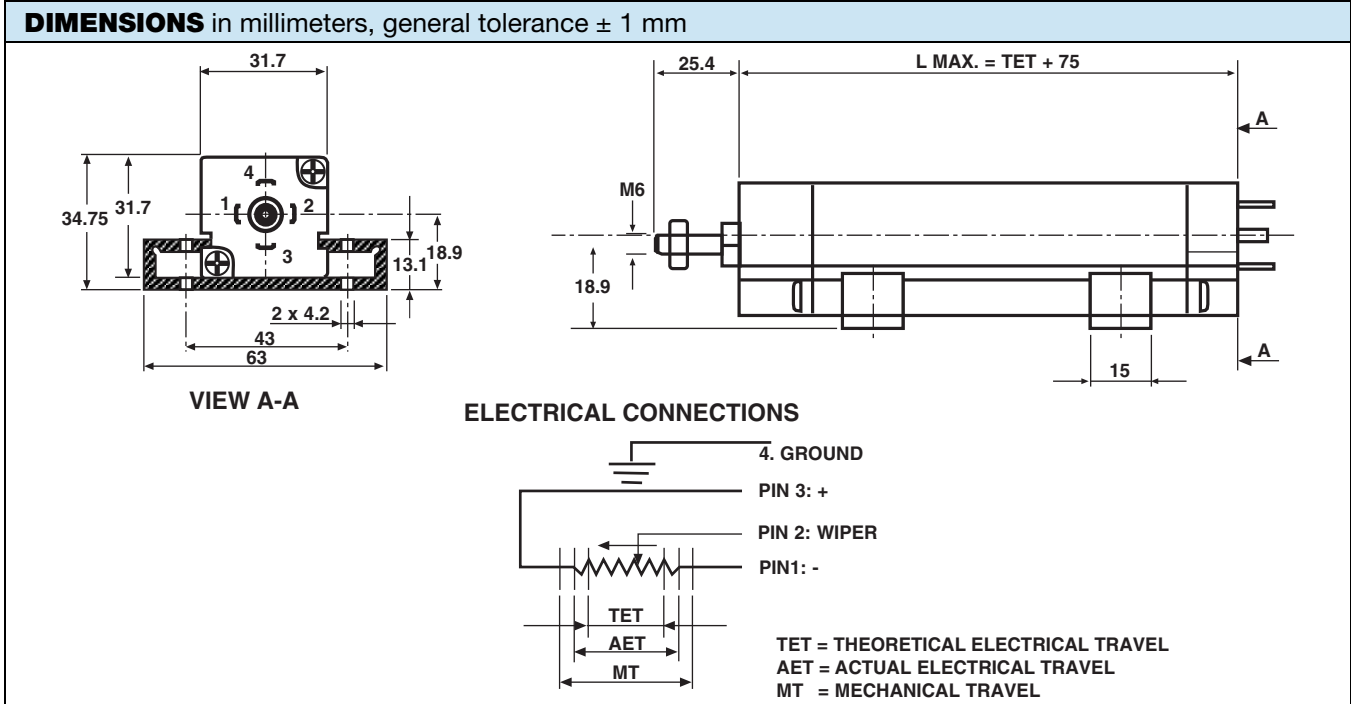 DIMENSIONS in millimeters, general tolerance ± 1 mm
31.7
25.4
L MAX. = TET + 75
A
4
M6
1
2
34.75
31.7
3
13.1
18.9
18.9
2 x 4.2
43
63
15
A
VIEW A-A
ELECTRICAL CONNECTIONS
4. GROUND
PIN 3: +
PIN 2: WIPER
PIN1: -
TET
AET
MT
TET = THEORETICAL ELECTRICAL TRAVEL
AET = ACTUAL ELECTRICAL TRAVEL
MT = MECHANICAL TRAVEL